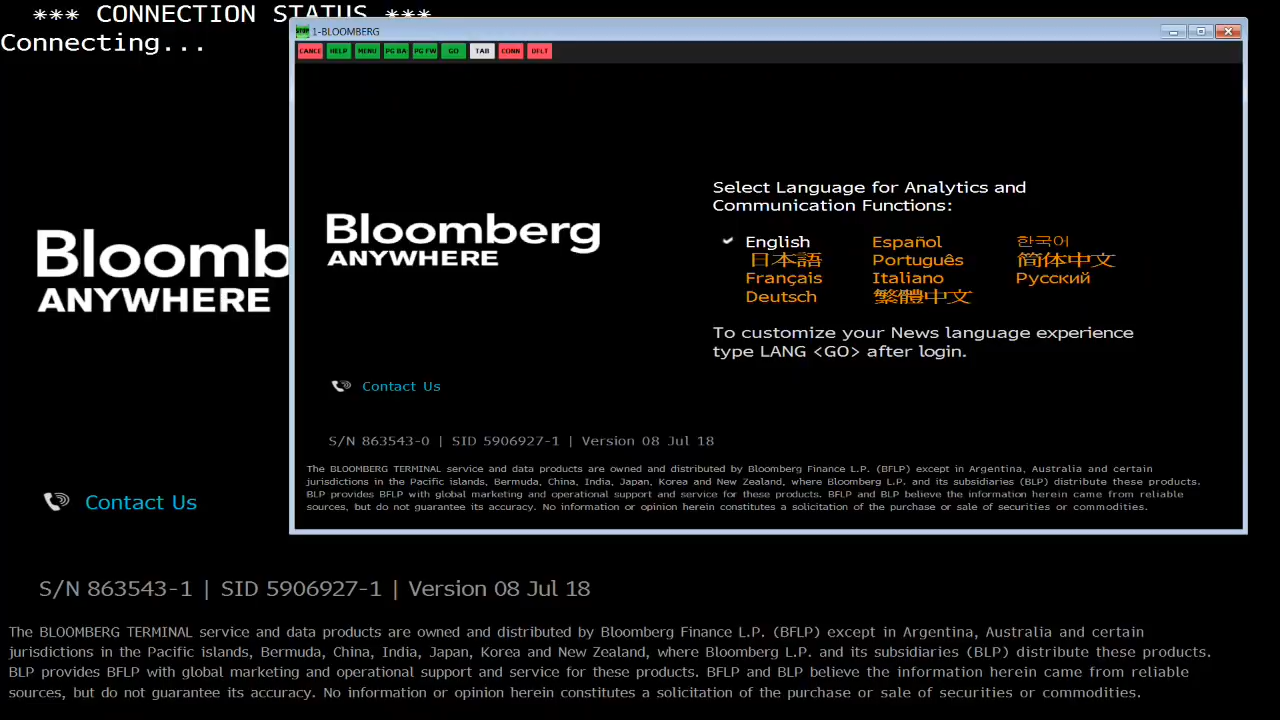 *** CONNECTION STATUS ***
Connecting...
Bloomb
ANYWHERE
Contact Us
S/N 863543-1 | SID 5906927-1 | Version 08 Jul 18
The BLOOMBERG TERMINAL service and data products are owned and distributed by Bloomberg Finance L.P. (BFLP) except in Argentina, Australia and certain
jurisdictions in the Pacific islands, Bermuda, China, India, Japan, Korea and New Zealand, where Bloomberg L.P. and its subsidiaries (BLP) distribute these products.
BLP provides BFLP with global marketing and operational support and service for these products. BFLP and BLP believe the information herein came from reliable
sources, but do not guarantee its accuracy. No information or opinion herein constitutes a solicitation of the purchase or sale of securities or commodities.
STOP 1-BLOOMBERG
CANCE HELP MENU PG BA PG FW GO TAB CONN DFLT
Bloomberg
ANYWHERE
Select Language for Analytics and
Communication Functions:
English Español 한국어
日本語 Português 简体中文
Français Italiano Русский
Deutsch 繁體中文
To customize your News language experience
type LANG <GO> after login.
Contact Us
S/N 863543-0 | SID 5906927-1 | Version 08 Jul 18
The BLOOMBERG TERMINAL service and data products are owned and distributed by Bloomberg Finance L.P. (BFLP) except in Argentina, Australia and certain
jurisdictions in the Pacific islands, Bermuda, China, India, Japan, Korea and New Zealand, where Bloomberg L.P. and its subsidiaries (BLP) distribute these products.
BLP provides BFLP with global marketing and operational support and service for these products. BFLP and BLP believe the information herein came from reliable
sources, but do not guarantee its accuracy. No information or opinion herein constitutes a solicitation of the purchase or sale of securities or commodities.